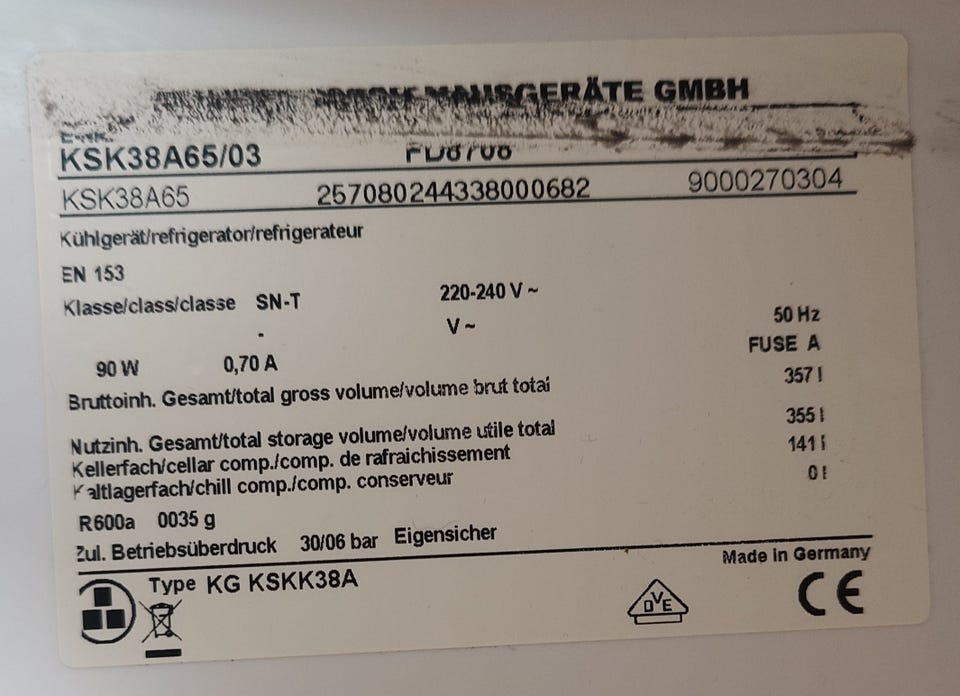 HAUSGERÄTE GMBH
KSK38A65/03 FD8708
KSK38A65 257080244338000682 9000270304
Kühlgerät/refrigerator/refrigerateur
EN 153
Klasse/class/classe SN-T 220-240 V ~
- V ~ 50 Hz
90 W 0,70 A FUSE A
Bruttoinh. Gesamt/total gross volume/volume brut total 357 l
Nutzinh. Gesamt/total storage volume/volume utile total 355 l
Kellerfach/cellar comp./comp. de rafraichissement 141 l
Kaltlagerfach/chill comp./comp. conserveur 0 l
R600a 0035 g
Zul. Betriebsüberdruck 30/06 bar Eigensicher
Made in Germany
Type KG KSKK38A
DVE
CE